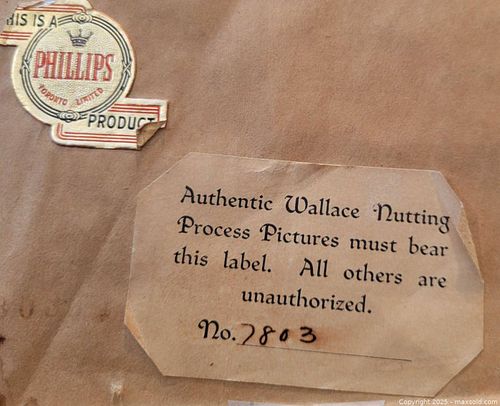 THIS IS A
PHILLIPS
TORONTO LIMITED
PRODUCT
Authentic Wallace Nutting
Process Pictures must bear
this label. All others are
unauthorized.
No. 7803
Copyright 2025 - maxsold.com